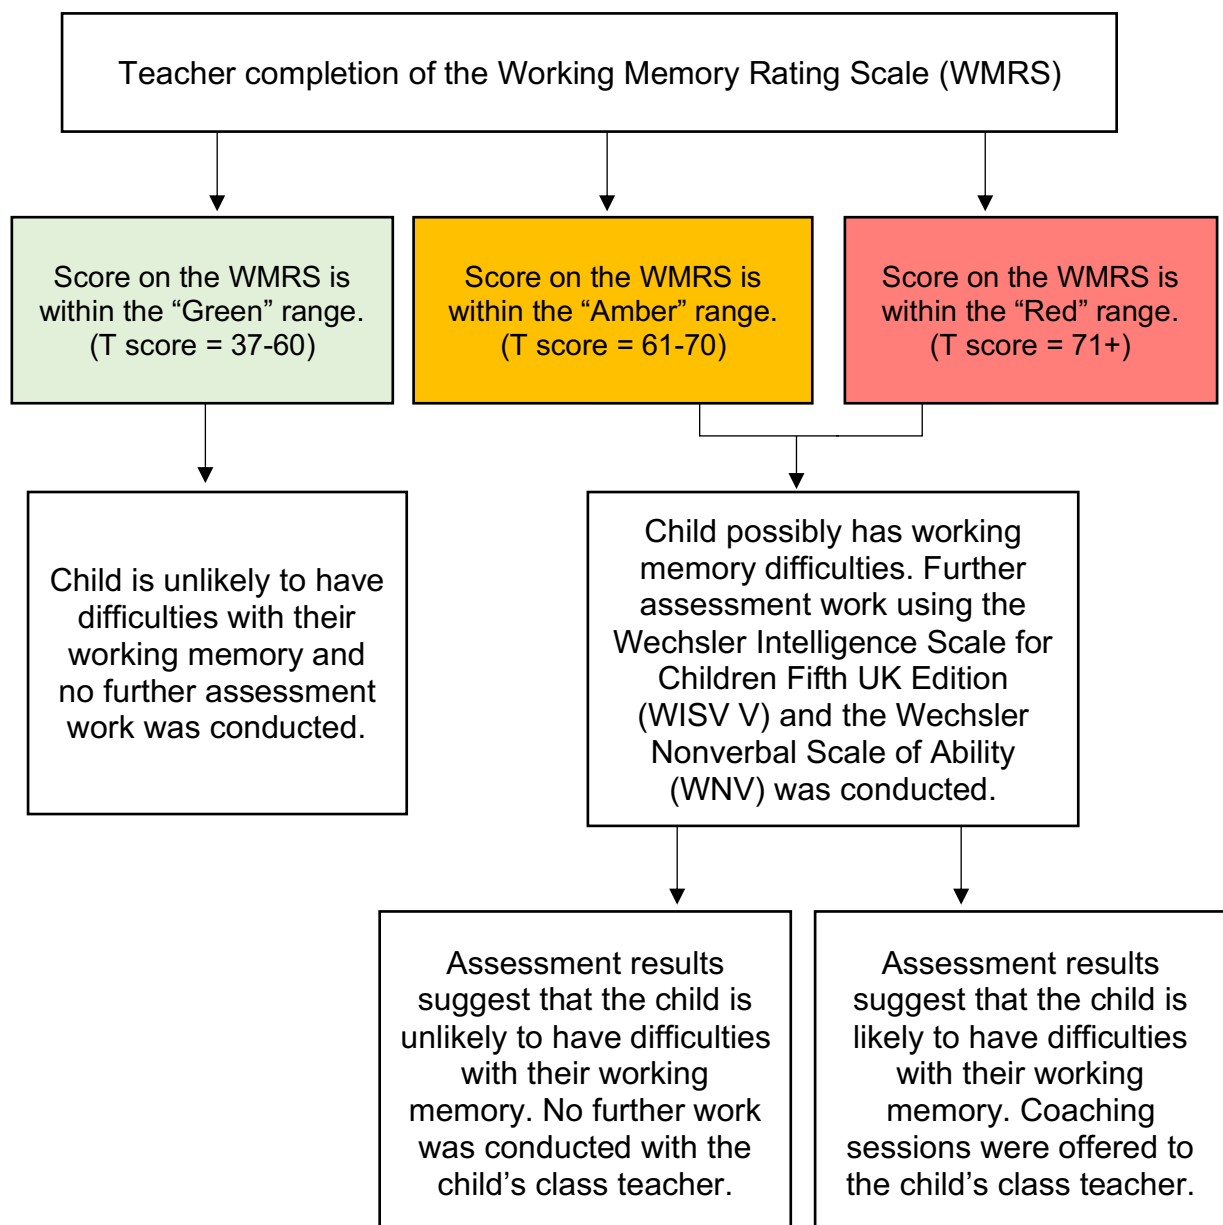 Teacher completion of the Working Memory Rating Scale (WMRS)
Score on the WMRS is
within the “Green” range.
(T score = 37-60)
Score on the WMRS is
within the “Amber” range.
(T score = 61-70)
Score on the WMRS is
within the “Red” range.
(T score = 71+)
Child is unlikely to have
difficulties with their
working memory and
no further assessment
work was conducted.
Child possibly has working
memory difficulties. Further
assessment work using the
Wechsler Intelligence Scale for
Children Fifth UK Edition
(WISV V) and the Wechsler
Nonverbal Scale of Ability
(WNV) was conducted.
Assessment results
suggest that the child is
unlikely to have difficulties
with their working
memory. No further work
was conducted with the
child’s class teacher.
Assessment results
suggest that the child is
likely to have difficulties
with their working
memory. Coaching
sessions were offered to
the child’s class teacher.